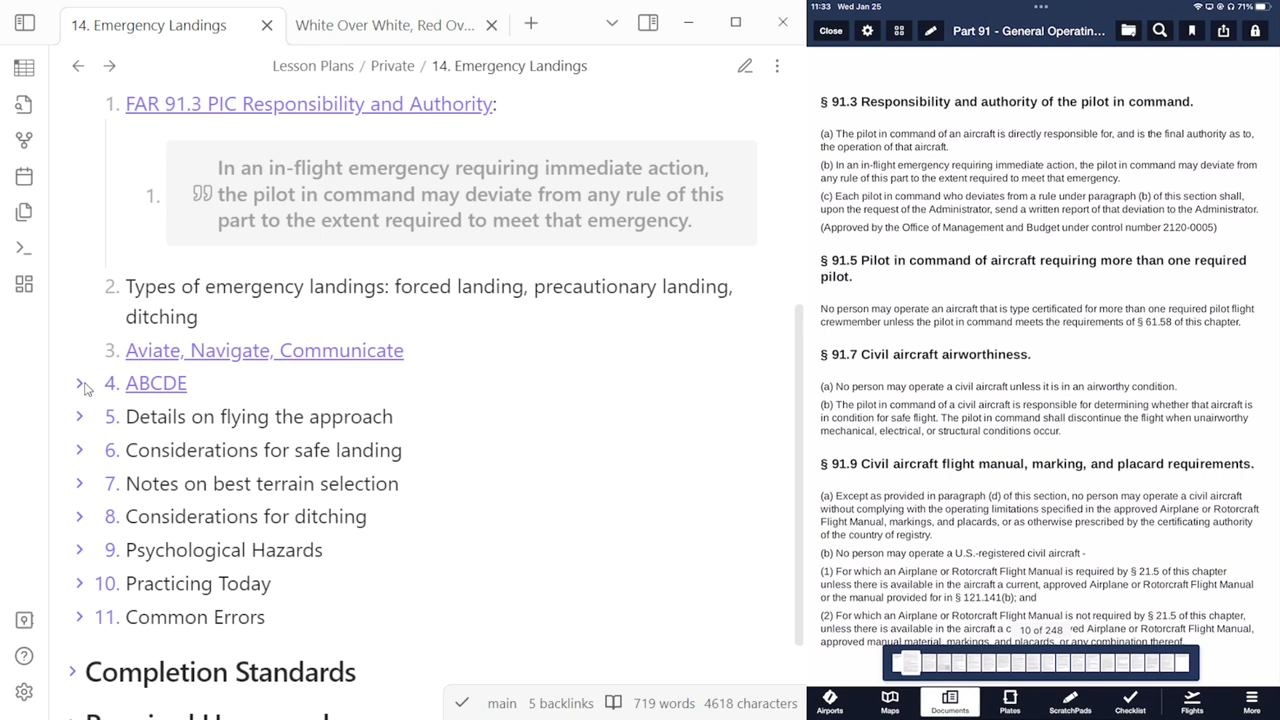 14. Emergency Landings
White Over White, Red Ov...
Lesson Plans / Private / 14. Emergency Landings
1. FAR 91.3 PIC Responsibility and Authority:
1. In an in-flight emergency requiring immediate action,
the pilot in command may deviate from any rule of this
part to the extent required to meet that emergency.
2. Types of emergency landings: forced landing, precautionary landing,
ditching
3. Aviate, Navigate, Communicate
4. ABCDE
5. Details on flying the approach
6. Considerations for safe landing
7. Notes on best terrain selection
8. Considerations for ditching
9. Psychological Hazards
10. Practicing Today
11. Common Errors
Completion Standards
main 5 backlinks 719 words 4618 characters
11:33 Wed Jan 25
71%
Close
Part 91 - General Operatin...
§ 91.3 Responsibility and authority of the pilot in command.
(a) The pilot in command of an aircraft is directly responsible for, and is the final authority as to,
the operation of that aircraft.
(b) In an in-flight emergency requiring immediate action, the pilot in command may deviate from
any rule of this part to the extent required to meet that emergency.
(c) Each pilot in command who deviates from a rule under paragraph (b) of this section shall,
upon the request of the Administrator, send a written report of that deviation to the Administrator.
(Approved by the Office of Management and Budget under control number 2120-0005)
§ 91.5 Pilot in command of aircraft requiring more than one required
pilot.
No person may operate an aircraft that is type certificated for more than one required pilot flight
crewmember unless the pilot in command meets the requirements of § 61.58 of this chapter.
§ 91.7 Civil aircraft airworthiness.
(a) No person may operate a civil aircraft unless it is in an airworthy condition.
(b) The pilot in command of a civil aircraft is responsible for determining whether that aircraft is
in condition for safe flight. The pilot in command shall discontinue the flight when unairworthy
mechanical, electrical, or structural conditions occur.
§ 91.9 Civil aircraft flight manual, marking, and placard requirements.
(a) Except as provided in paragraph (d) of this section, no person may operate a civil aircraft
without complying with the operating limitations specified in the approved Airplane or Rotorcraft
Flight Manual, markings, and placards, or as otherwise prescribed by the certificating authority
of the country of registry.
(b) No person may operate a U.S.-registered civil aircraft -
(1) For which an Airplane or Rotorcraft Flight Manual is required by § 21.5 of this chapter
unless there is available in the aircraft a current, approved Airplane or Rotorcraft Flight Manual
or the manual provided for in § 121.141(b); and
(2) For which an Airplane or Rotorcraft Flight Manual is not required by § 21.5 of this chapter,
unless there is available in the aircraft a c 10 of 248 ved Airplane or Rotorcraft Flight Manual,
approved manual material, markings, and placards, or any combination thereof.
Airports Maps Documents Plates ScratchPads Checklist Flights More